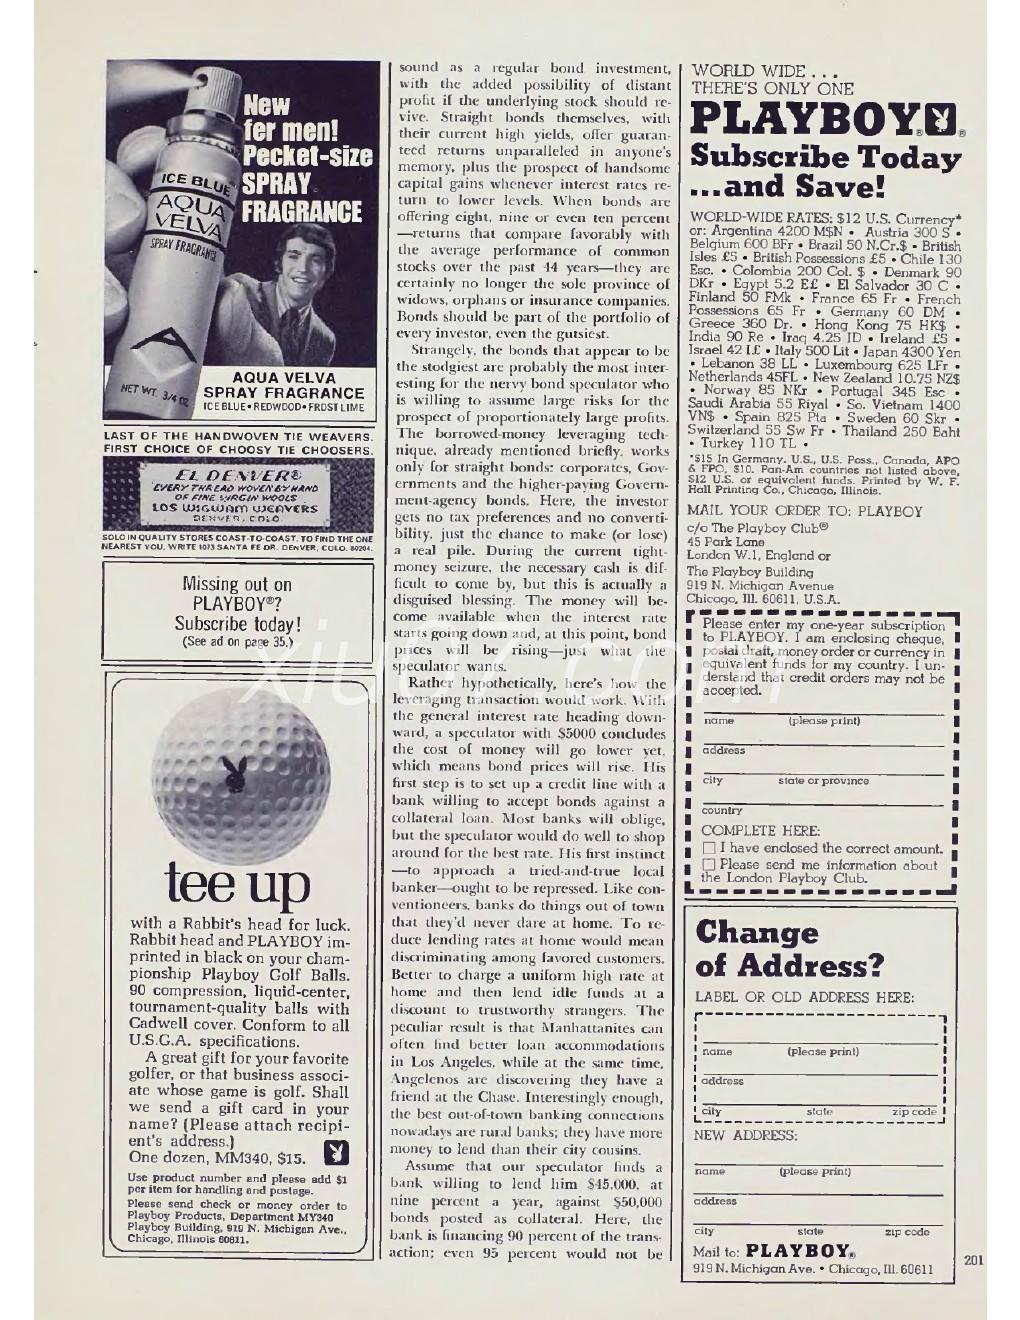 New
fer men!
Pocket-size
SPRAY
FRAGRANCE
ICE BLUE
AQUA
VELVA
SPRAY FRAGRANCE
NET WT. 3/4 oz.
AQUA VELVA
SPRAY FRAGRANCE
ICE BLUE • REDWOOD • FROST LIME
LAST OF THE HANDWOVEN TIE WEAVERS.
FIRST CHOICE OF CHOOSY TIE CHOOSERS.
EL DENVER®
EVERY THREAD WOVEN BY HAND
OF FINE VIRGIN WOOLS
LOS WIGWAM WEAVERS
DENVER, COLO.
SOLD IN QUALITY STORES COAST-TO-COAST. TO FIND THE ONE
NEAREST YOU, WRITE 1073 SANTA FE DR. DENVER, COLO. 80204.
Missing out on
PLAYBOY®?
Subscribe today!
(See ad on page 35.)
tee up
with a Rabbit's head for luck.
Rabbit head and PLAYBOY im-
printed in black on your cham-
pionship Playboy Golf Balls.
90 compression, liquid-center,
tournament-quality balls with
Cadwell cover. Conform to all
U.S.G.A. specifications.
A great gift for your favorite
golfer, or that business associ-
ate whose game is golf. Shall
we send a gift card in your
name? (Please attach recipi-
ent's address.)
One dozen, MM340, $15.
Use product number and please add $1
per item for handling and postage.
Please send check or money order to
Playboy Products, Department MY340
Playboy Building, 919 N. Michigan Ave.,
Chicago, Illinois 60611.
sound as a regular bond investment,
with the added possibility of distant
profit if the underlying stock should re-
vive. Straight bonds themselves, with
their current high yields, offer guaran-
teed returns unparalleled in anyone's
memory, plus the prospect of handsome
capital gains whenever interest rates re-
turn to lower levels. When bonds are
offering eight, nine or even ten percent
—returns that compare favorably with
the average performance of common
stocks over the past 44 years—they are
certainly no longer the sole province of
widows, orphans or insurance companies.
Bonds should be part of the portfolio of
every investor, even the gutsiest.
Strangely, the bonds that appear to be
the stodgiest are probably the most inter-
esting for the nervy bond speculator who
is willing to assume large risks for the
prospect of proportionately large profits.
The borrowed-money leveraging tech-
nique, already mentioned briefly, works
only for straight bonds: corporates, Gov-
ernments and the higher-paying Govern-
ment-agency bonds. Here, the investor
gets no tax preferences and no converti-
bility, just the chance to make (or lose)
a real pile. During the current tight-
money seizure, the necessary cash is dif-
ficult to come by, but this is actually a
disguised blessing. The money will be-
come available when the interest rate
starts going down and, at this point, bond
prices will be rising—just what the
speculator wants.
Rather hypothetically, here's how the
leveraging transaction would work. With
the general interest rate heading down-
ward, a speculator with $5000 concludes
the cost of money will go lower yet,
which means bond prices will rise. His
first step is to set up a credit line with a
bank willing to accept bonds against a
collateral loan. Most banks will oblige,
but the speculator would do well to shop
around for the best rate. His first instinct
—to approach a tried-and-true local
banker—ought to be repressed. Like con-
ventioneers, banks do things out of town
that they'd never dare at home. To re-
duce lending rates at home would mean
discriminating among favored customers.
Better to charge a uniform high rate at
home and then lend idle funds at a
discount to trustworthy strangers. The
peculiar result is that Manhattanites can
often find better loan accommodations
in Los Angeles, while at the same time,
Angelenos are discovering they have a
friend at the Chase. Interestingly enough,
the best out-of-town banking connections
nowadays are rural banks; they have more
money to lend than their city cousins.
Assume that our speculator finds a
bank willing to lend him $45,000, at
nine percent a year, against $50,000
bonds posted as collateral. Here, the
bank is financing 90 percent of the trans-
action; even 95 percent would not be
WORLD WIDE . . .
THERE'S ONLY ONE
PLAYBOY®
Subscribe Today
...and Save!
WORLD-WIDE RATES: $12 U.S. Currency*
or: Argentina 4200 M$N • Austria 300 S •
Belgium 600 BFr • Brazil 50 N.Cr.$ • British
Isles £5 • British Possessions £5 • Chile 130
Esc. • Colombia 200 Col. $ • Denmark 90
DKr • Egypt 5.2 E£ • El Salvador 30 C •
Finland 50 FMk • France 65 Fr • French
Possessions 65 Fr • Germany 60 DM •
Greece 360 Dr. • Hong Kong 75 HK$ •
India 90 Re • Iraq 4.25 ID • Ireland £5 •
Israel 42 I£ • Italy 500 Lit • Japan 4300 Yen
• Lebanon 38 LL • Luxembourg 625 LFr •
Netherlands 45FL • New Zealand 10.75 NZ$
• Norway 85 NKr • Portugal 345 Esc •
Saudi Arabia 55 Riyal • So. Vietnam 1400
VN$ • Spain 825 Pta • Sweden 60 Skr •
Switzerland 55 Sw Fr • Thailand 250 Baht
• Turkey 110 TL •
*$15 In Germany. U.S., U.S. Poss., Canada, APO
& FPO, $10. Pan-Am countries not listed above,
$12 U.S. or equivalent funds. Printed by W. F.
Hall Printing Co., Chicago, Illinois.
MAIL YOUR ORDER TO: PLAYBOY
c/o The Playboy Club®
45 Park Lane
London W.1, England or
The Playboy Building
919 N. Michigan Avenue
Chicago, Ill. 60611, U.S.A.
Please enter my one-year subscription
to PLAYBOY. I am enclosing cheque,
postal draft, money order or currency in
equivalent funds for my country. I un-
derstand that credit orders may not be
accepted.
name (please print)
address
city state or province
country
COMPLETE HERE:
I have enclosed the correct amount.
Please send me information about
the London Playboy Club.
Change
of Address?
LABEL OR OLD ADDRESS HERE:
name (please print)
address
city state zip code
NEW ADDRESS:
name (please print)
address
city state zip code
Mail to: PLAYBOY®
919 N. Michigan Ave. • Chicago, Ill. 60611
201